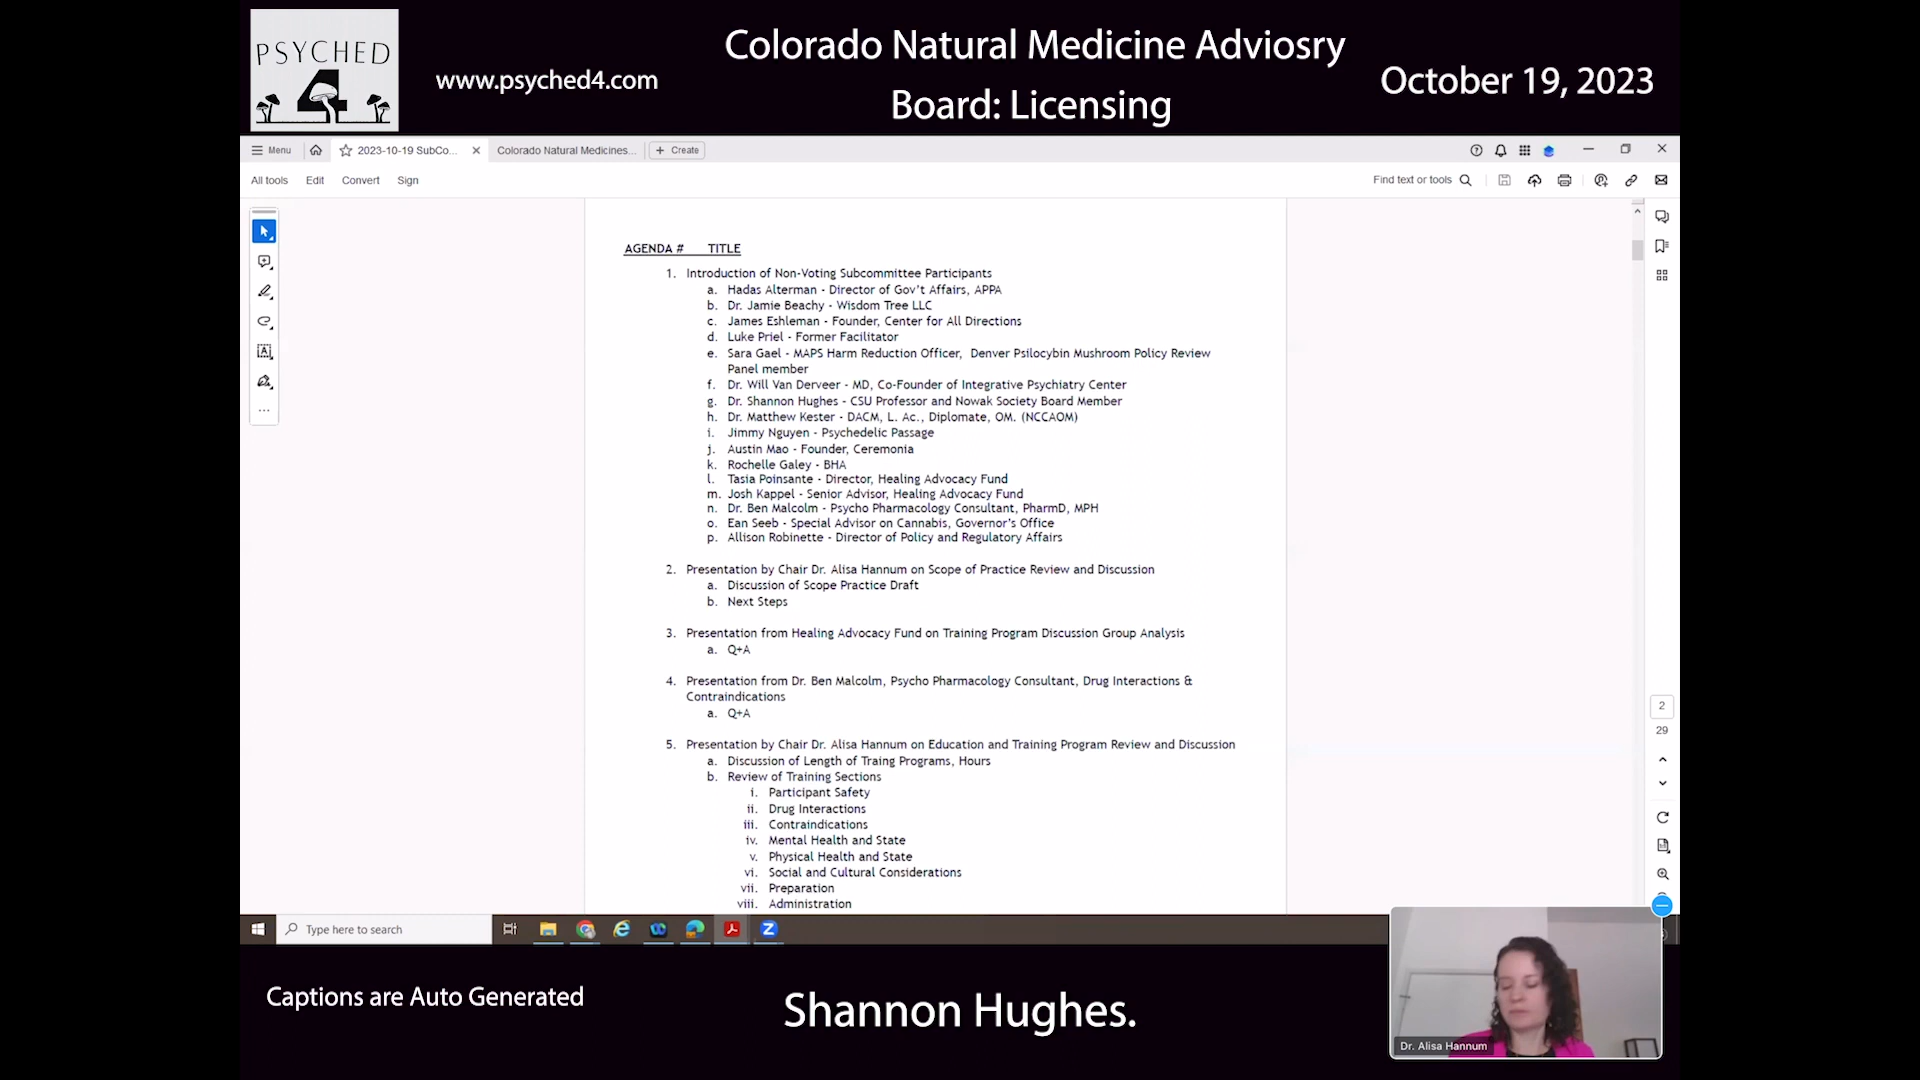 PSYCHED
4
www.psyched4.com
Colorado Natural Medicine Adviosry
Board: Licensing
October 19, 2023
Menu
2023-10-19 SubCo...
Colorado Natural Medicines...
+ Create
All tools
Edit
Convert
Sign
Find text or tools
AGENDA # TITLE
1. Introduction of Non-Voting Subcommittee Participants
a. Hadas Alterman - Director of Gov't Affairs, APPA
b. Dr. Jamie Beachy - Wisdom Tree LLC
c. James Eshleman - Founder, Center for All Directions
d. Luke Priel - Former Facilitator
e. Sara Gael - MAPS Harm Reduction Officer, Denver Psilocybin Mushroom Policy Review
Panel member
f. Dr. Will Van Derveer - MD, Co-Founder of Integrative Psychiatry Center
g. Dr. Shannon Hughes - CSU Professor and Nowak Society Board Member
h. Dr. Matthew Kester - DACM, L. Ac., Diplomate, OM. (NCCAOM)
i. Jimmy Nguyen - Psychedelic Passage
j. Austin Mao - Founder, Ceremonia
k. Rochelle Galey - BHA
l. Tasia Poinsante - Director, Healing Advocacy Fund
m. Josh Kappel - Senior Advisor, Healing Advocacy Fund
n. Dr. Ben Malcolm - Psycho Pharmacology Consultant, PharmD, MPH
o. Ean Seeb - Special Advisor on Cannabis, Governor's Office
p. Allison Robinette - Director of Policy and Regulatory Affairs
2. Presentation by Chair Dr. Alisa Hannum on Scope of Practice Review and Discussion
a. Discussion of Scope Practice Draft
b. Next Steps
3. Presentation from Healing Advocacy Fund on Training Program Discussion Group Analysis
a. Q+A
4. Presentation from Dr. Ben Malcolm, Psycho Pharmacology Consultant, Drug Interactions &
Contraindications
a. Q+A
5. Presentation by Chair Dr. Alisa Hannum on Education and Training Program Review and Discussion
a. Discussion of Length of Traing Programs, Hours
b. Review of Training Sections
i. Participant Safety
ii. Drug Interactions
iii. Contraindications
iv. Mental Health and State
v. Physical Health and State
vi. Social and Cultural Considerations
vii. Preparation
viii. Administration
2
29
Type here to search
Dr. Alisa Hannum
Captions are Auto Generated
Shannon Hughes.